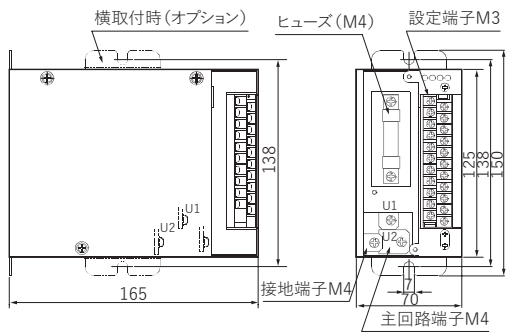 横取付時（オプション）
ヒューズ（M4）
設定端子M3
138
125
138
150
U1
U2
U1
U2
165
接地端子M4
7
70
主回路端子M4